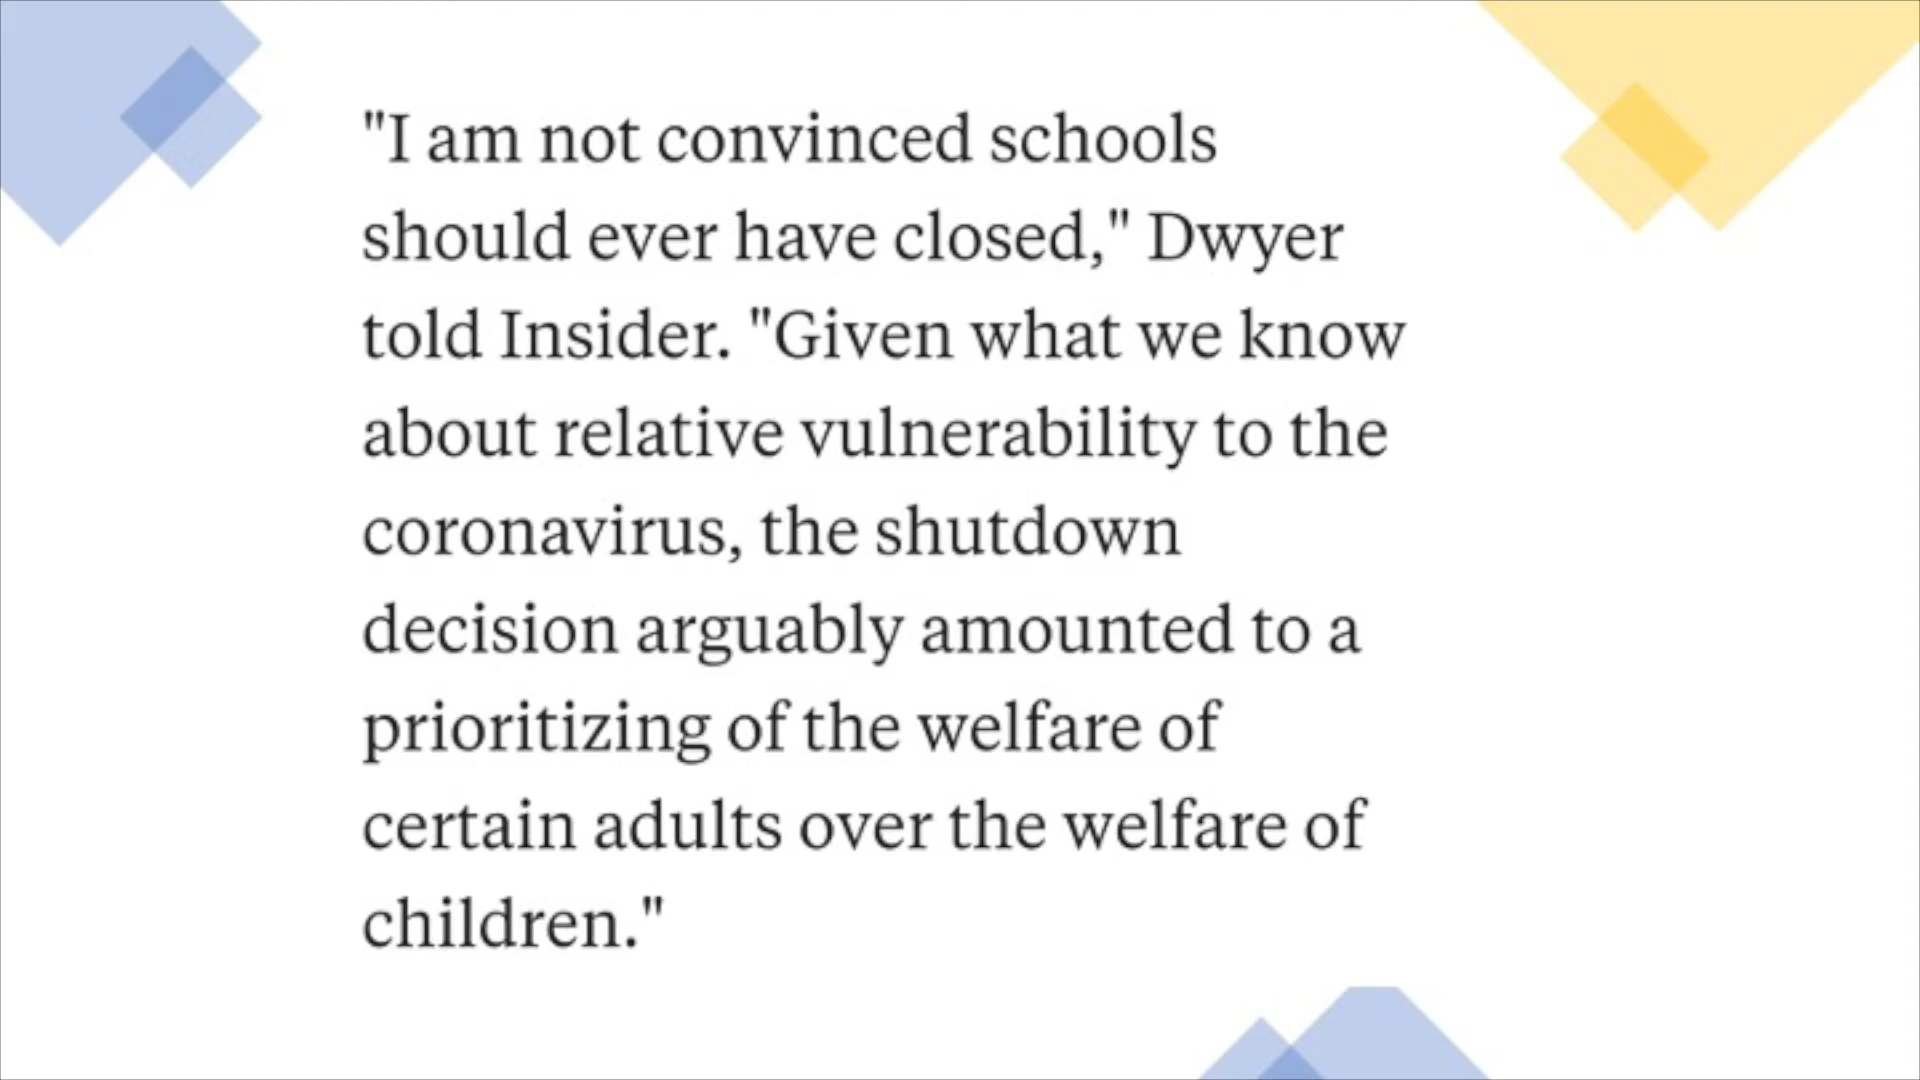 "I am not convinced schools
should ever have closed," Dwyer
told Insider. "Given what we know
about relative vulnerability to the
coronavirus, the shutdown
decision arguably amounted to a
prioritizing of the welfare of
certain adults over the welfare of
children."